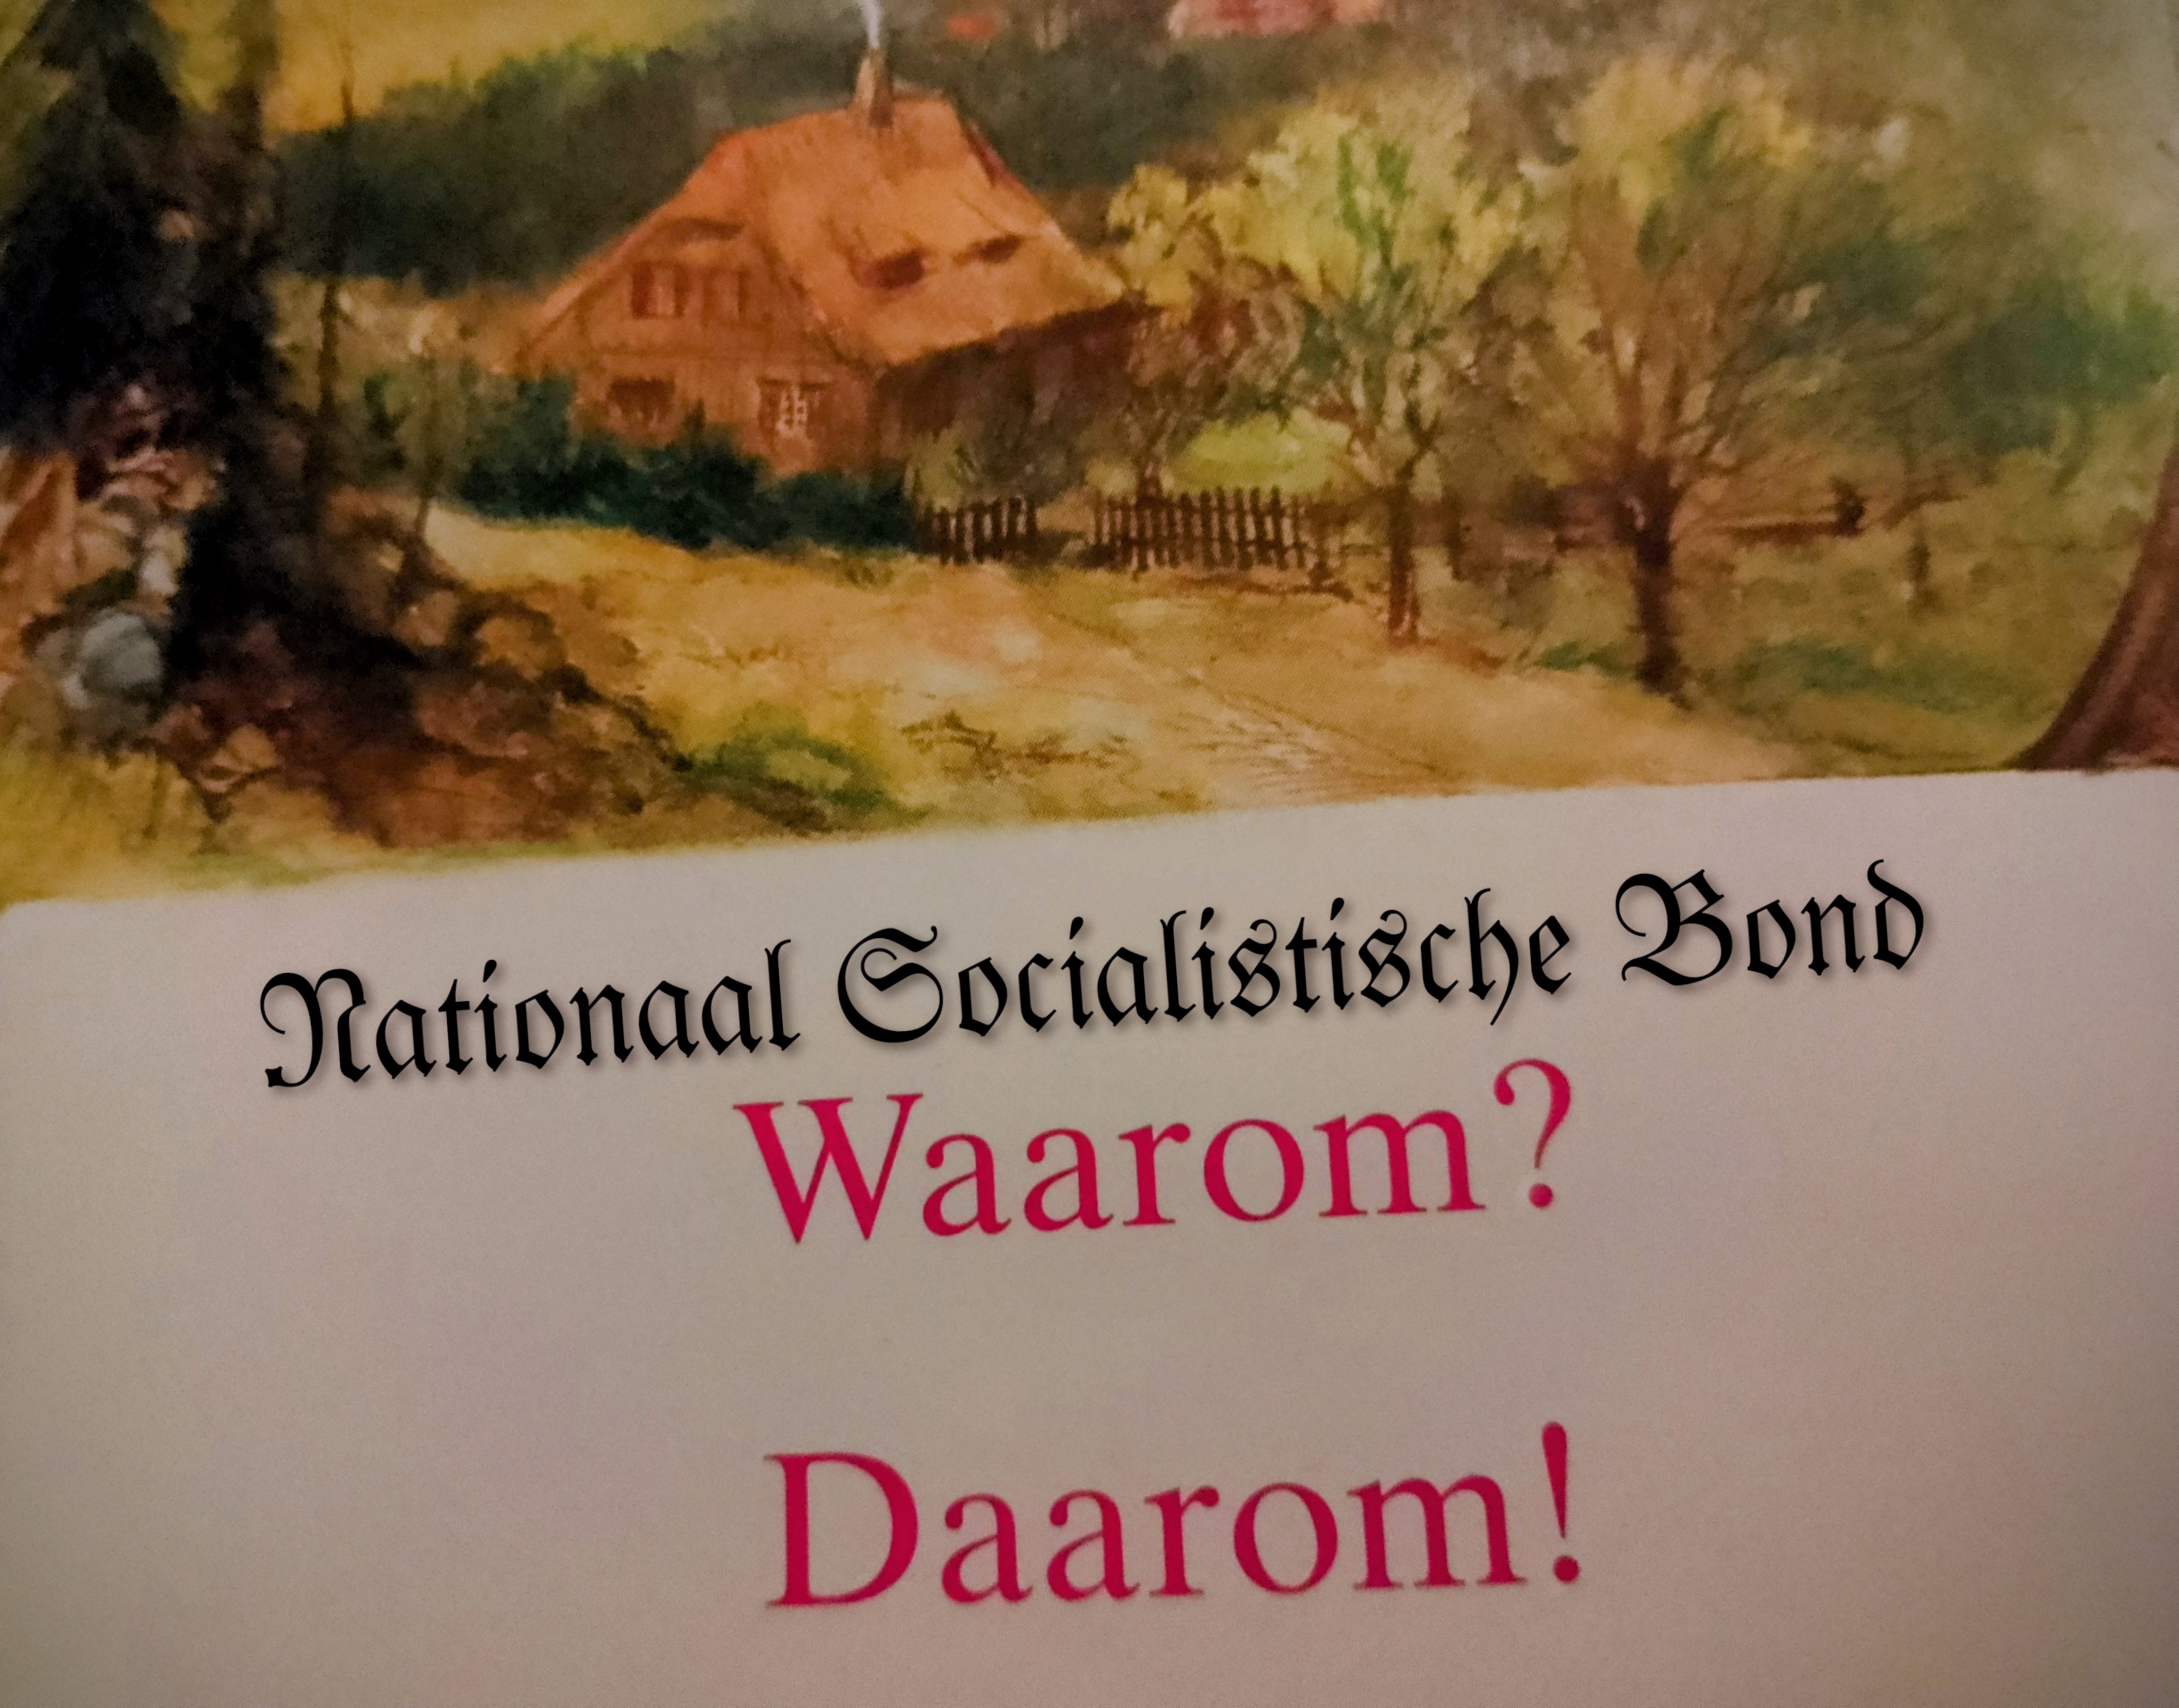 Nationaal Socialistische Bond
Waarom?
Daarom!